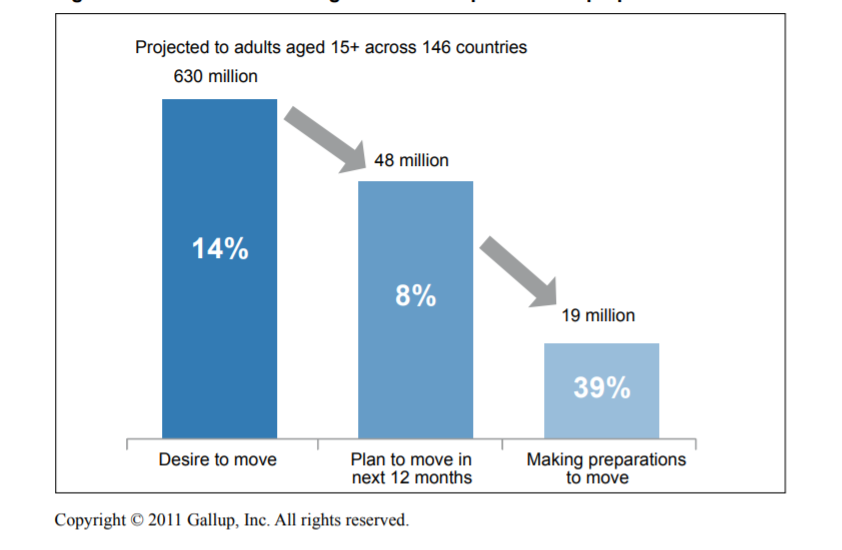 Projected to adults aged 15+ across 146 countries
630 million
48 million
14%
8%
19 million
39%
Desire to move
Plan to move in
next 12 months
Making preparations
to move
Copyright © 2011 Gallup, Inc. All rights reserved.